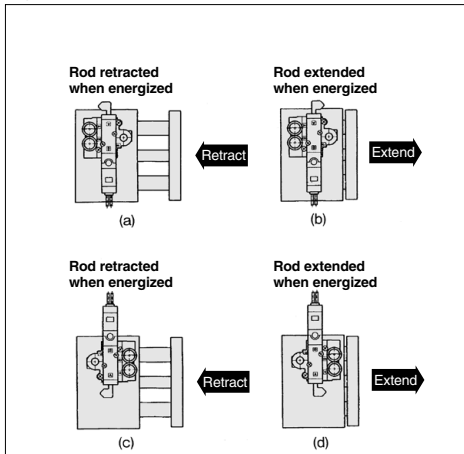 Rod retracted
when energized
Rod extended
when energized
Retract
Extend
(a)
(b)
Rod retracted
when energized
Rod extended
when energized
Retract
Extend
(c)
(d)